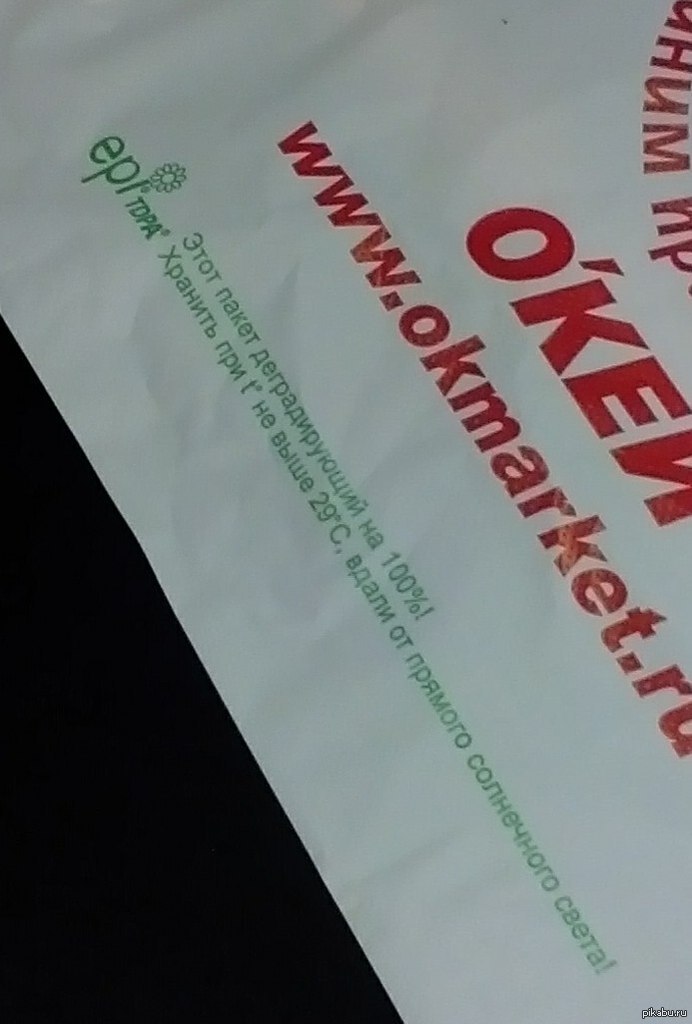 О'КЕЙ
www.okmarket.ru
epi
TDPA®
Этот пакет деградирующий на 100%!
Хранить при t° не выше 29°С, вдали от прямого солнечного света!
pikabu.ru